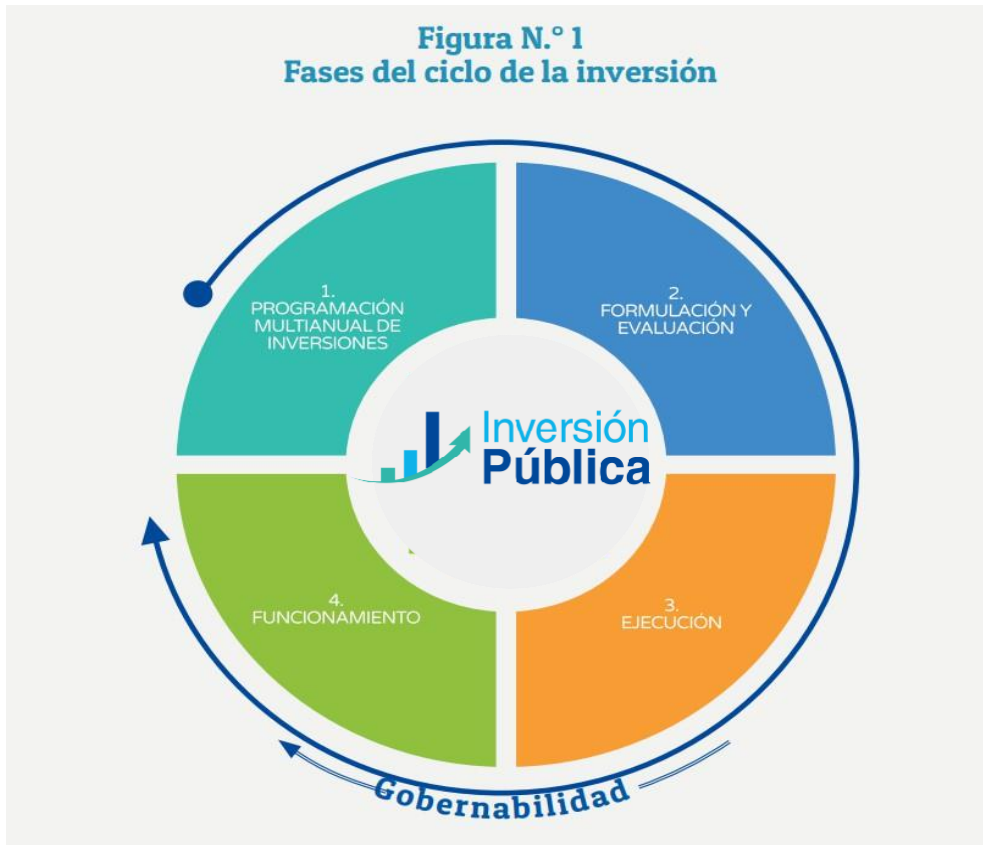 Figura N.° 1
Fases del ciclo de la inversión
1.
PROGRAMACIÓN
MULTIANUAL DE
INVERSIONES
2.
FORMULACIÓN Y
EVALUACIÓN
Inversión
Pública
4.
FUNCIONAMIENTO
3.
EJECUCIÓN
Gobernabilidad